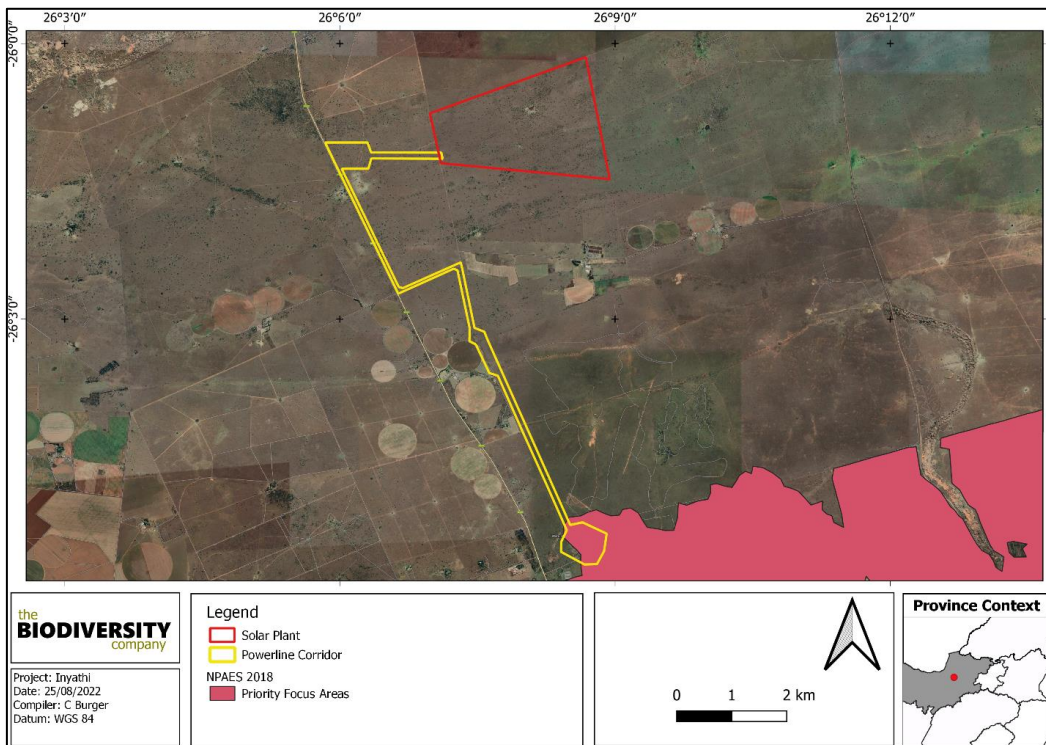 26°3'0"
26°6'0"
26°9'0"
26°12'0"
-26°0'0"
-26°3'0"
the
BIODIVERSITY
company
Project: Inyathi
Date: 25/08/2022
Compiler: C Burger
Datum: WGS 84
Legend
Solar Plant
Powerline Corridor
NPAES 2018
Priority Focus Areas
0 1 2 km
Province Context